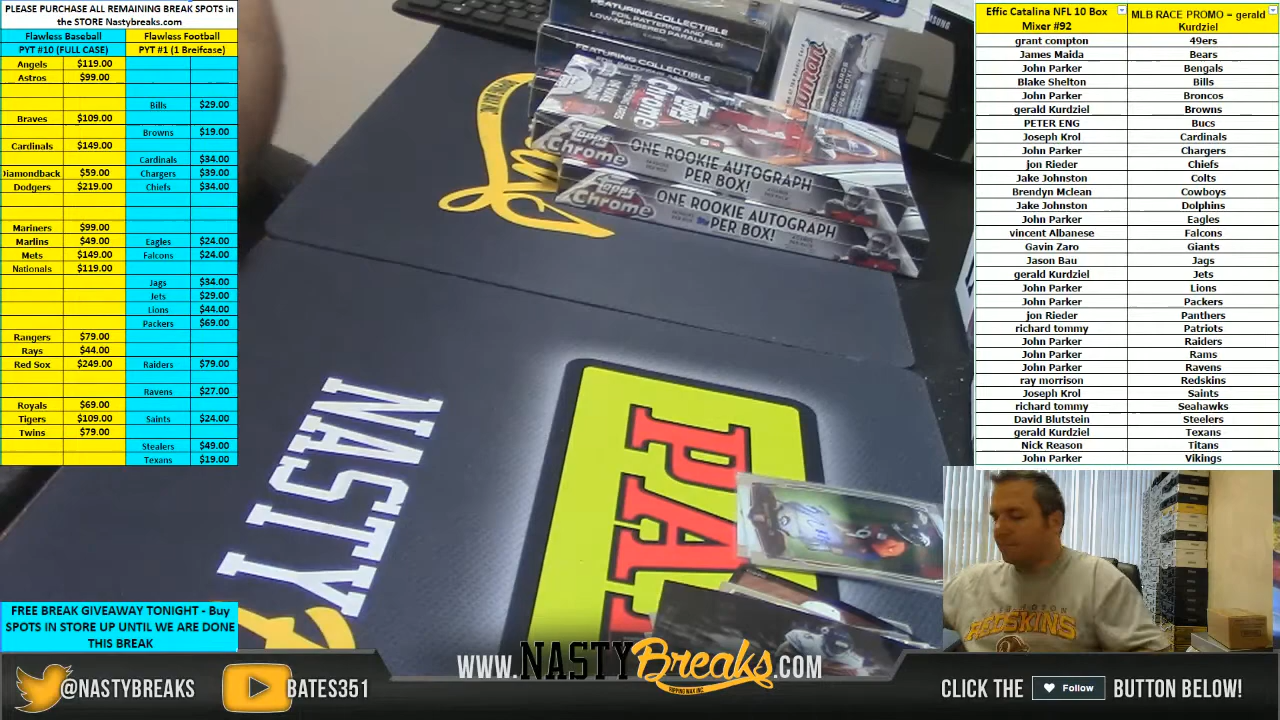 PLEASE PURCHASE ALL REMAINING BREAK SPOTS in
the STORE Nastybreaks.com
Flawless Baseball Flawless Football
PYT #10 (FULL CASE) PYT #1 (1 Breifcase)
Angels $119.00
Astros $99.00
Bills $29.00
Braves $109.00
Browns $19.00
Cardinals $149.00
Cardinals $34.00
Diamondback $59.00 Chargers $39.00
Dodgers $219.00 Chiefs $34.00
Mariners $99.00
Marlins $49.00 Eagles $24.00
Mets $149.00 Falcons $24.00
Nationals $119.00
Jags $34.00
Jets $29.00
Lions $44.00
Packers $69.00
Rangers $79.00
Rays $44.00
Red Sox $249.00 Raiders $79.00
Ravens $27.00
Royals $69.00
Tigers $109.00 Saints $24.00
Twins $79.00
Stealers $49.00
Texans $19.00
FREE BREAK GIVEAWAY TONIGHT - Buy
SPOTS IN STORE UP UNTIL WE ARE DONE
THIS BREAK
FEATURING COLLECTIBLE
FOIL PATTERNS AND
LOW-NUMBERED PARALLELS!
FEATURING COLLECTIBLE
SAMSUNG
Topps
Chrome
ONE ROOKIE AUTOGRAPH
PER BOX!
Topps
Chrome
ONE ROOKIE AUTOGRAPH
PER BOX!
NASTY
Effic Catalina NFL 10 Box
Mixer #92
MLB RACE PROMO = gerald
Kurdziel
grant compton 49ers
James Maida Bears
John Parker Bengals
Blake Shelton Bills
John Parker Broncos
gerald Kurdziel Browns
PETER ENG Bucs
Joseph Krol Cardinals
John Parker Chargers
jon Rieder Chiefs
Jake Johnston Colts
Brendyn Mclean Cowboys
Jake Johnston Dolphins
John Parker Eagles
vincent Albanese Falcons
Gavin Zaro Giants
Jason Bau Jags
gerald Kurdziel Jets
John Parker Lions
John Parker Packers
jon Rieder Panthers
richard tommy Patriots
John Parker Raiders
John Parker Rams
John Parker Ravens
ray morrison Redskins
Joseph Krol Saints
richard tommy Seahawks
David Blutstein Steelers
gerald Kurdziel Texans
Nick Reason Titans
John Parker Vikings
REDSKINS
@NASTYBREAKS
BATES351
WWW.NASTYBreaks.COM
RIPPING WAX INC.
CLICK THE Follow BUTTON BELOW!